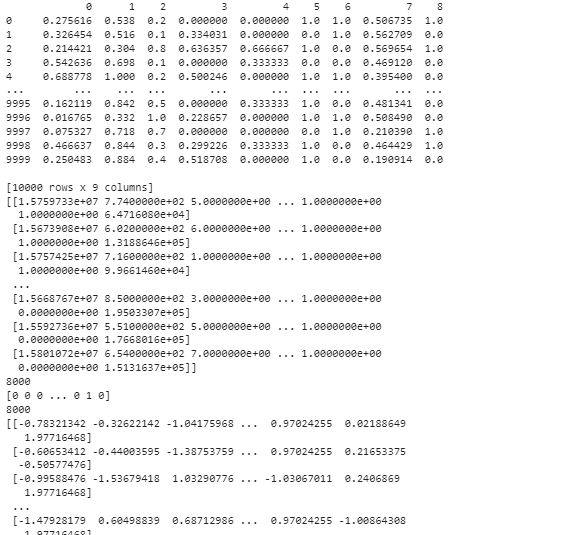 0 1 2 3 4 5 6 7 8
0 0.275616 0.538 0.2 0.000000 0.000000 1.0 1.0 0.506735 1.0
1 0.326454 0.516 0.1 0.334031 0.000000 1.0 0.0 0.562709 1.0
2 0.214421 0.304 0.8 0.636357 0.666667 1.0 0.0 0.569654 1.0
3 0.542636 0.698 0.1 0.000000 0.333333 0.0 0.0 0.469120 0.0
4 0.688778 1.000 0.2 0.500246 0.000000 1.0 1.0 0.395400 0.0
... ... ... ... ... ... ... ... ... ...
9995 0.162119 0.842 0.5 0.000000 0.333333 1.0 0.0 0.481341 0.0
9996 0.016765 0.332 1.0 0.228657 0.000000 1.0 1.0 0.508490 0.0
9997 0.075327 0.718 0.7 0.000000 0.000000 0.0 1.0 0.210390 1.0
9998 0.466637 0.844 0.3 0.299226 0.333333 1.0 0.0 0.464429 1.0
9999 0.250483 0.884 0.4 0.518708 0.000000 1.0 0.0 0.190914 0.0
[10000 rows x 9 columns]
[[1.5759733e+07 7.7400000e+02 5.0000000e+00 ... 1.0000000e+00
1.0000000e+00 6.4716080e+04]
[1.5673908e+07 6.0200000e+02 6.0000000e+00 ... 1.0000000e+00
1.0000000e+00 1.3188646e+05]
[1.5757425e+07 7.1600000e+02 1.0000000e+00 ... 1.0000000e+00
1.0000000e+00 9.9661460e+04]
...
[1.5668767e+07 8.5000000e+02 3.0000000e+00 ... 1.0000000e+00
0.0000000e+00 1.9503307e+05]
[1.5592736e+07 5.5100000e+02 5.0000000e+00 ... 1.0000000e+00
0.0000000e+00 1.7668016e+05]
[1.5801072e+07 6.5400000e+02 7.0000000e+00 ... 1.0000000e+00
0.0000000e+00 1.5131637e+05]]
8000
[0 0 0 ... 0 1 0]
8000
[[-0.78321342 -0.32622142 -1.04175968 ... 0.97024255 0.02188649
1.97716468]
[-0.60653412 -0.44003595 -1.38753759 ... 0.97024255 0.21653375
-0.50577476]
[-0.99588476 -1.53679418 1.03290776 ... -1.03067011 0.2406869
1.97716468]
...
[-1.47928179 0.60498839 0.68712986 ... 0.97024255 -1.00864308
1.97716468]